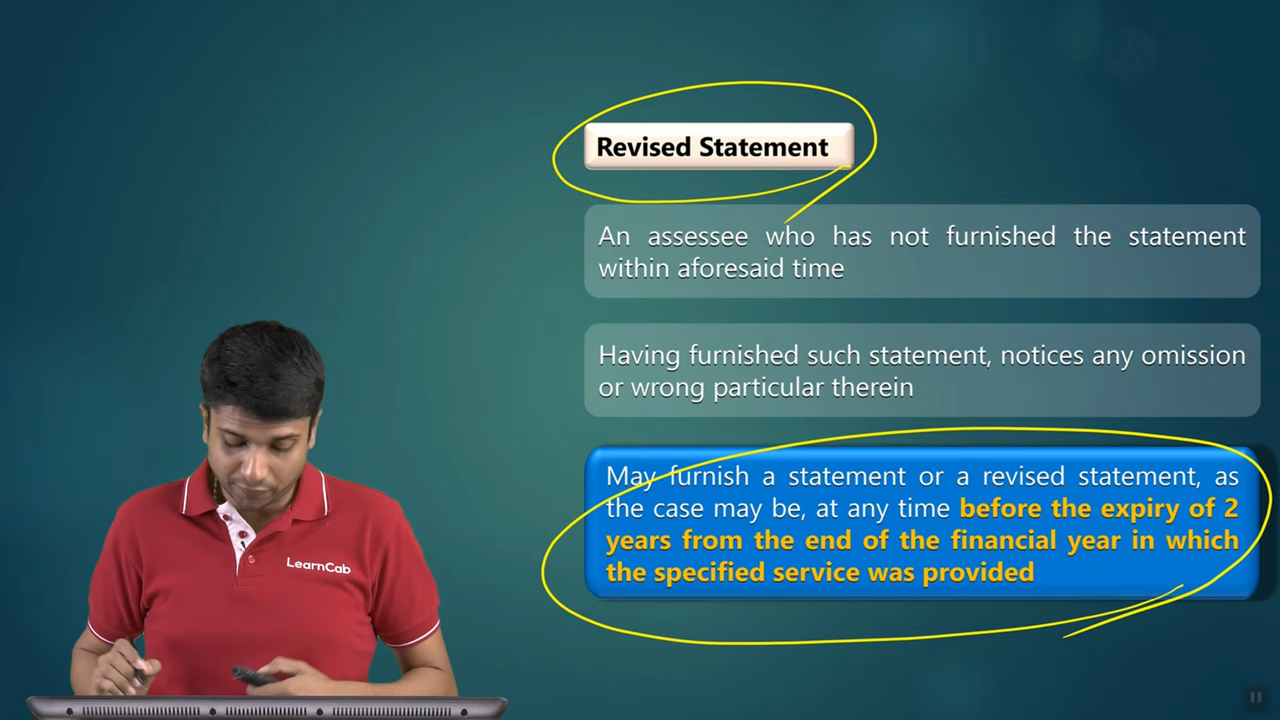 Revised Statement
An assessee who has not furnished the statement
within aforesaid time
Having furnished such statement, notices any omission
or wrong particular therein
May furnish a statement or a revised statement, as
the case may be, at any time before the expiry of 2
years from the end of the financial year in which
the specified service was provided
LearnCab